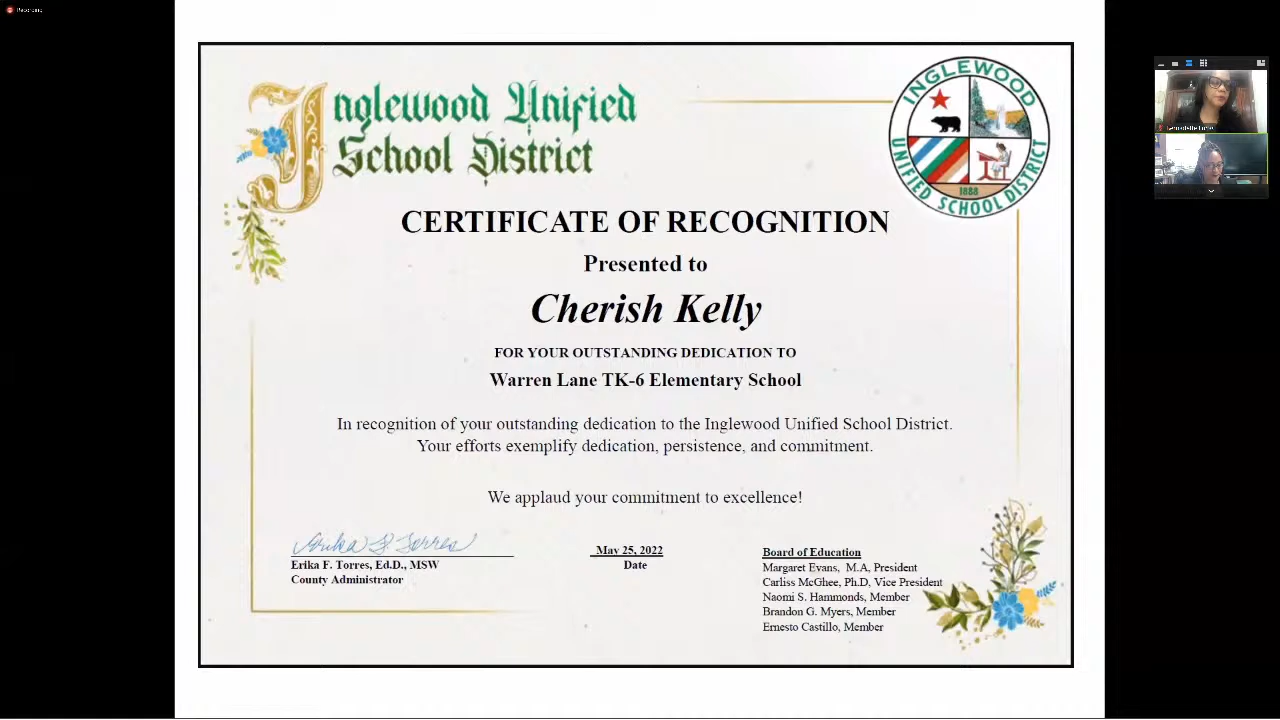 Recording
Inglewood Unified
School District
INGLEWOOD
UNIFIED SCHOOL DISTRICT
1888
CERTIFICATE OF RECOGNITION
Presented to
Cherish Kelly
FOR YOUR OUTSTANDING DEDICATION TO
Warren Lane TK-6 Elementary School
In recognition of your outstanding dedication to the Inglewood Unified School District.
Your efforts exemplify dedication, persistence, and commitment.
We applaud your commitment to excellence!
Erika F. Torres
Erika F. Torres, Ed.D., MSW
County Administrator
May 25, 2022
Date
Board of Education
Margaret Evans, M.A, President
Carliss McGhee, Ph.D, Vice President
Naomi S. Hammonds, Member
Brandon G. Myers, Member
Ernesto Castillo, Member